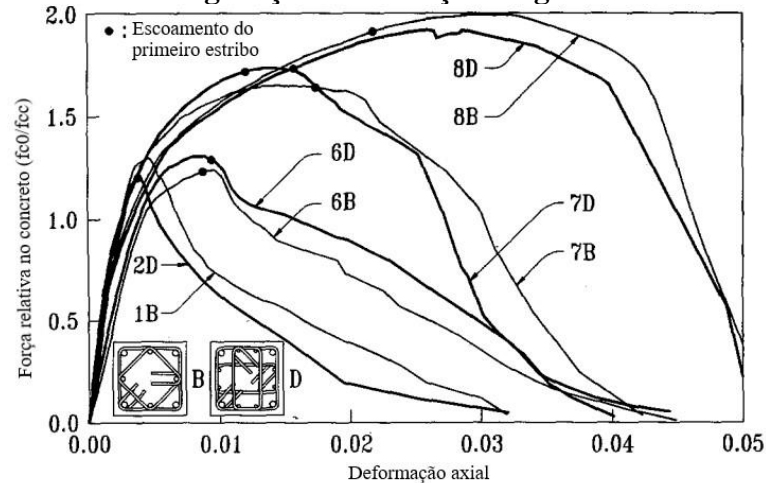 2.0
1.5
1.0
0.5
0.0
Força relativa no concreto (fc0/fcc)
• : Escoamento do
primeiro estribo
8D
8B
6D
6B
7D
7B
2D
1B
B
D
0.00
0.01
0.02
0.03
0.04
0.05
Deformação axial